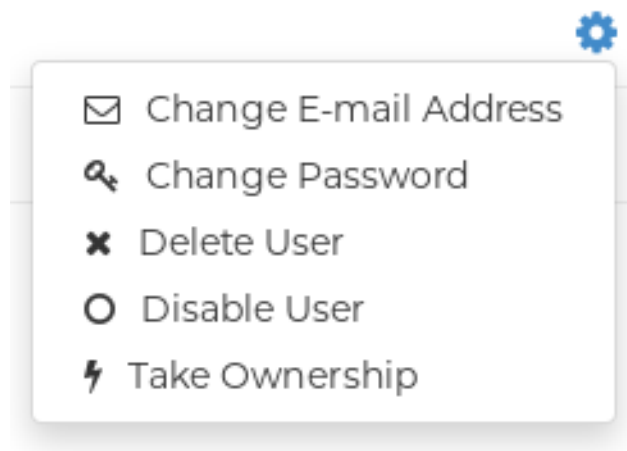 Change E-mail Address
Change Password
Delete User
Disable User
Take Ownership